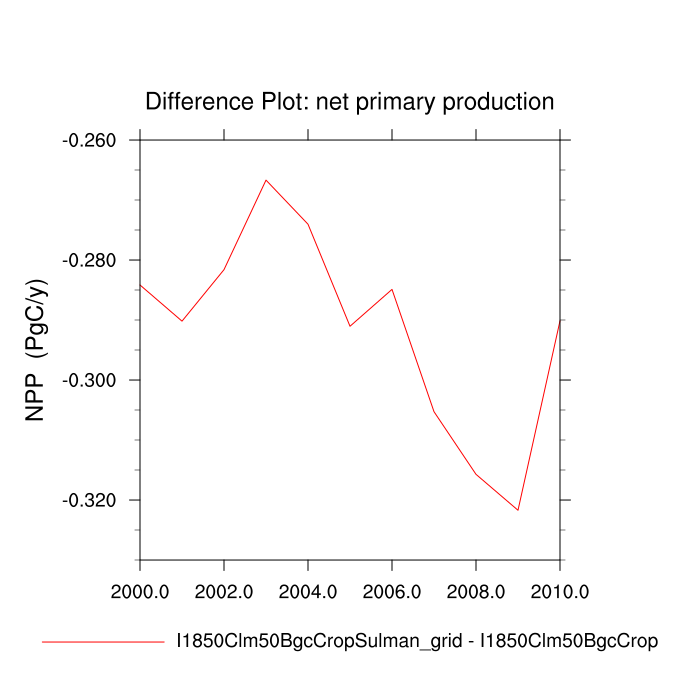 Difference Plot: net primary production
-0.260
-0.280
-0.300
-0.320
NPP (PgC/y)
2000.0 2002.0 2004.0 2006.0 2008.0 2010.0
I1850Clm50BgcCropSulman_grid - I1850Clm50BgcCrop